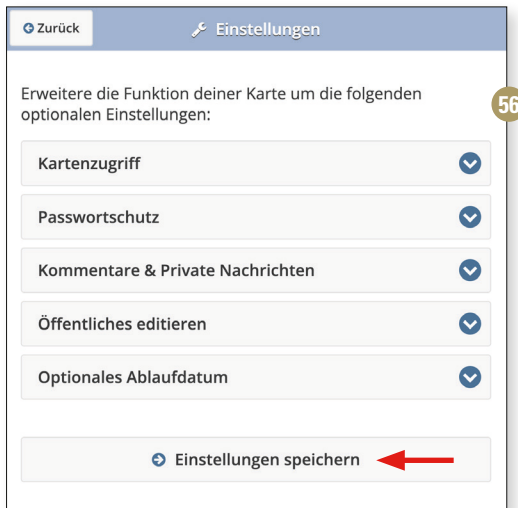 Zurück
Einstellungen
Erweitere die Funktion deiner Karte um die folgenden
optionalen Einstellungen:
56
Kartenzugriff
Passwortschutz
Kommentare & Private Nachrichten
Öffentliches editieren
Optionales Ablaufdatum
Einstellungen speichern